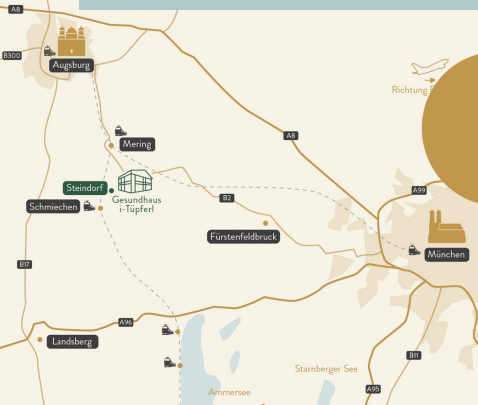 A8
B300
Augsburg
Richtung
Mering
A8
Steindorf
Gesundhaus
i-Tüpferl
A99
B2
Schmiechen
Fürstenfeldbruck
München
B17
A96
Landsberg
B11
Starnberger See
Ammersee
A95